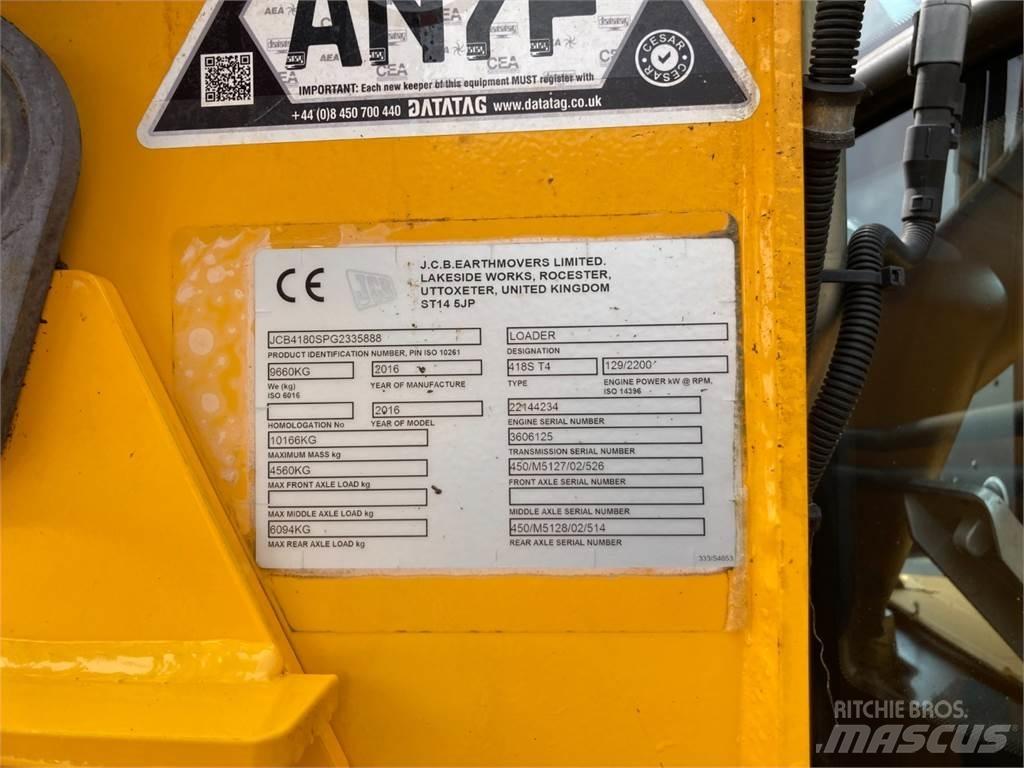 AN7F
AEA
CEA
IMPORTANT: Each new keeper of this equipment MUST register with
+44 (0)8 450 700 440 DATATAG www.datatag.co.uk
CESAR
CESAR
CE
JCB
J.C.B.EARTHMOVERS LIMITED.
LAKESIDE WORKS, ROCESTER,
UTTOXETER, UNITED KINGDOM
ST14 5JP
JCB4180SPG2335888
PRODUCT IDENTIFICATION NUMBER, PIN ISO 10261
9660KG
We (kg)
ISO 6016
2016
YEAR OF MANUFACTURE
HOMOLOGATION No
2016
YEAR OF MODEL
10166KG
MAXIMUM MASS kg
4560KG
MAX FRONT AXLE LOAD kg
MAX MIDDLE AXLE LOAD kg
6094KG
MAX REAR AXLE LOAD kg
LOADER
DESIGNATION
418S T4
TYPE
129/2200
ENGINE POWER kW @ RPM,
ISO 14396
22144234
ENGINE SERIAL NUMBER
3606125
TRANSMISSION SERIAL NUMBER
450/M5127/02/526
FRONT AXLE SERIAL NUMBER
MIDDLE AXLE SERIAL NUMBER
450/M5128/02/514
REAR AXLE SERIAL NUMBER
333/S4653
RITCHIE BROS.
MASCUS